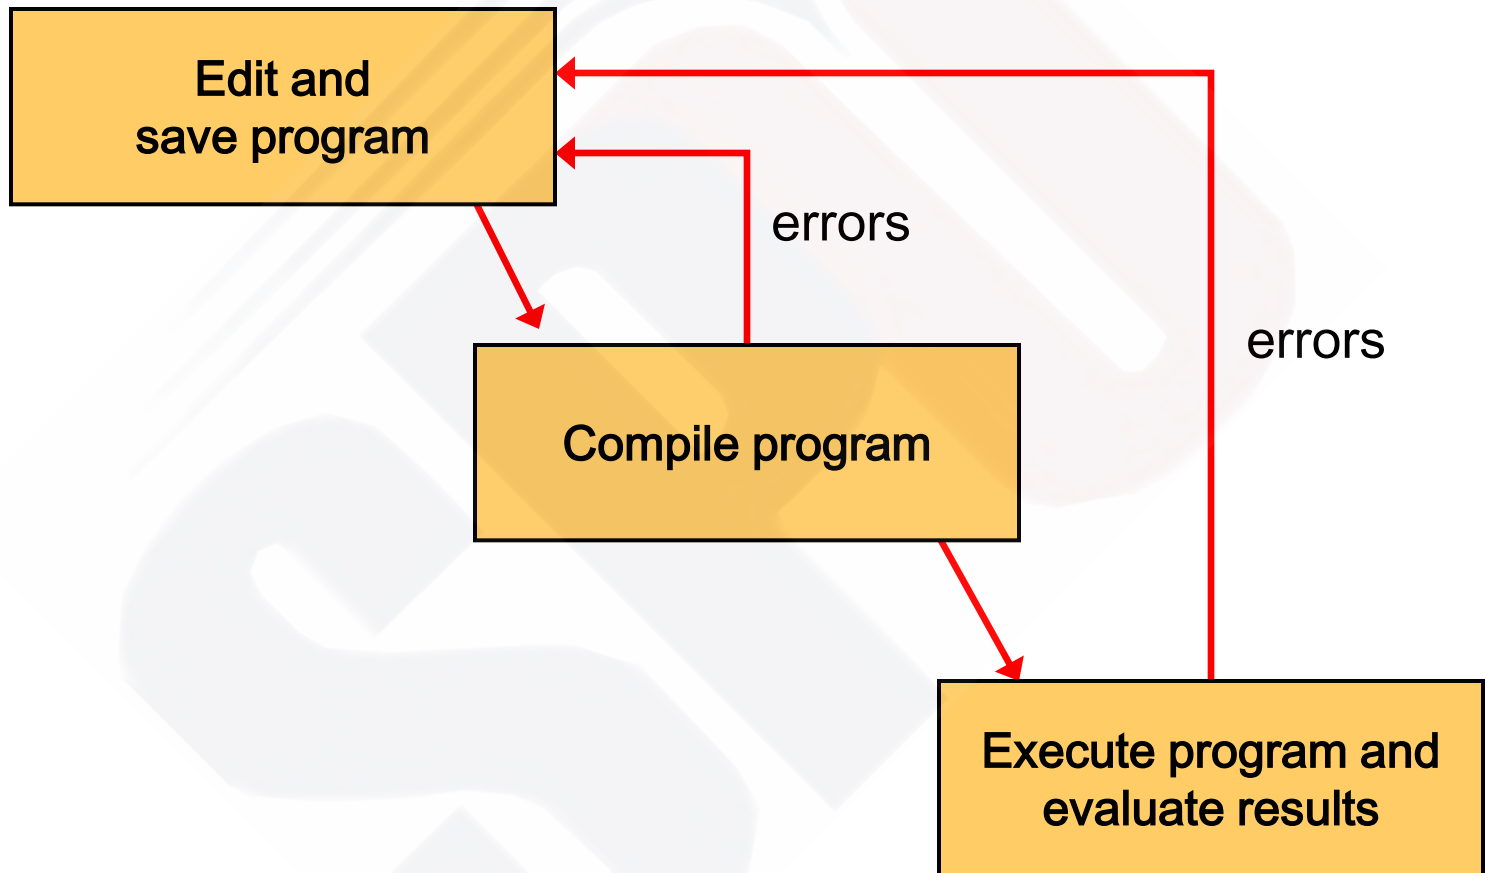 Edit and
save program
errors
errors
Compile program
Execute program and
evaluate results